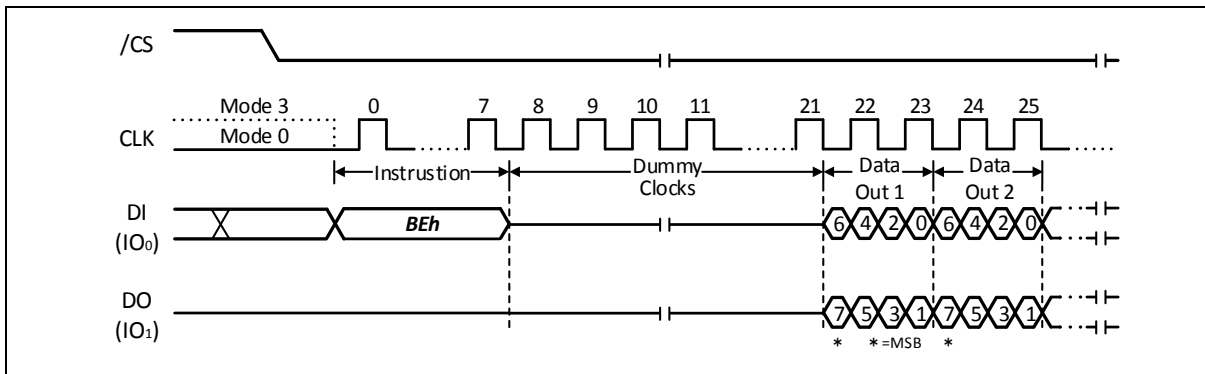 /CS
Mode 3 0 7 8 9 10 11 21 22 23 24 25
CLK Mode 0
Instrustion Dummy Clocks Data Out 1 Data Out 2
DI (IO0) BEh 6 4 2 0 6 4 2 0
DO (IO1) 7 5 3 1 7 5 3 1
* * =MSB *